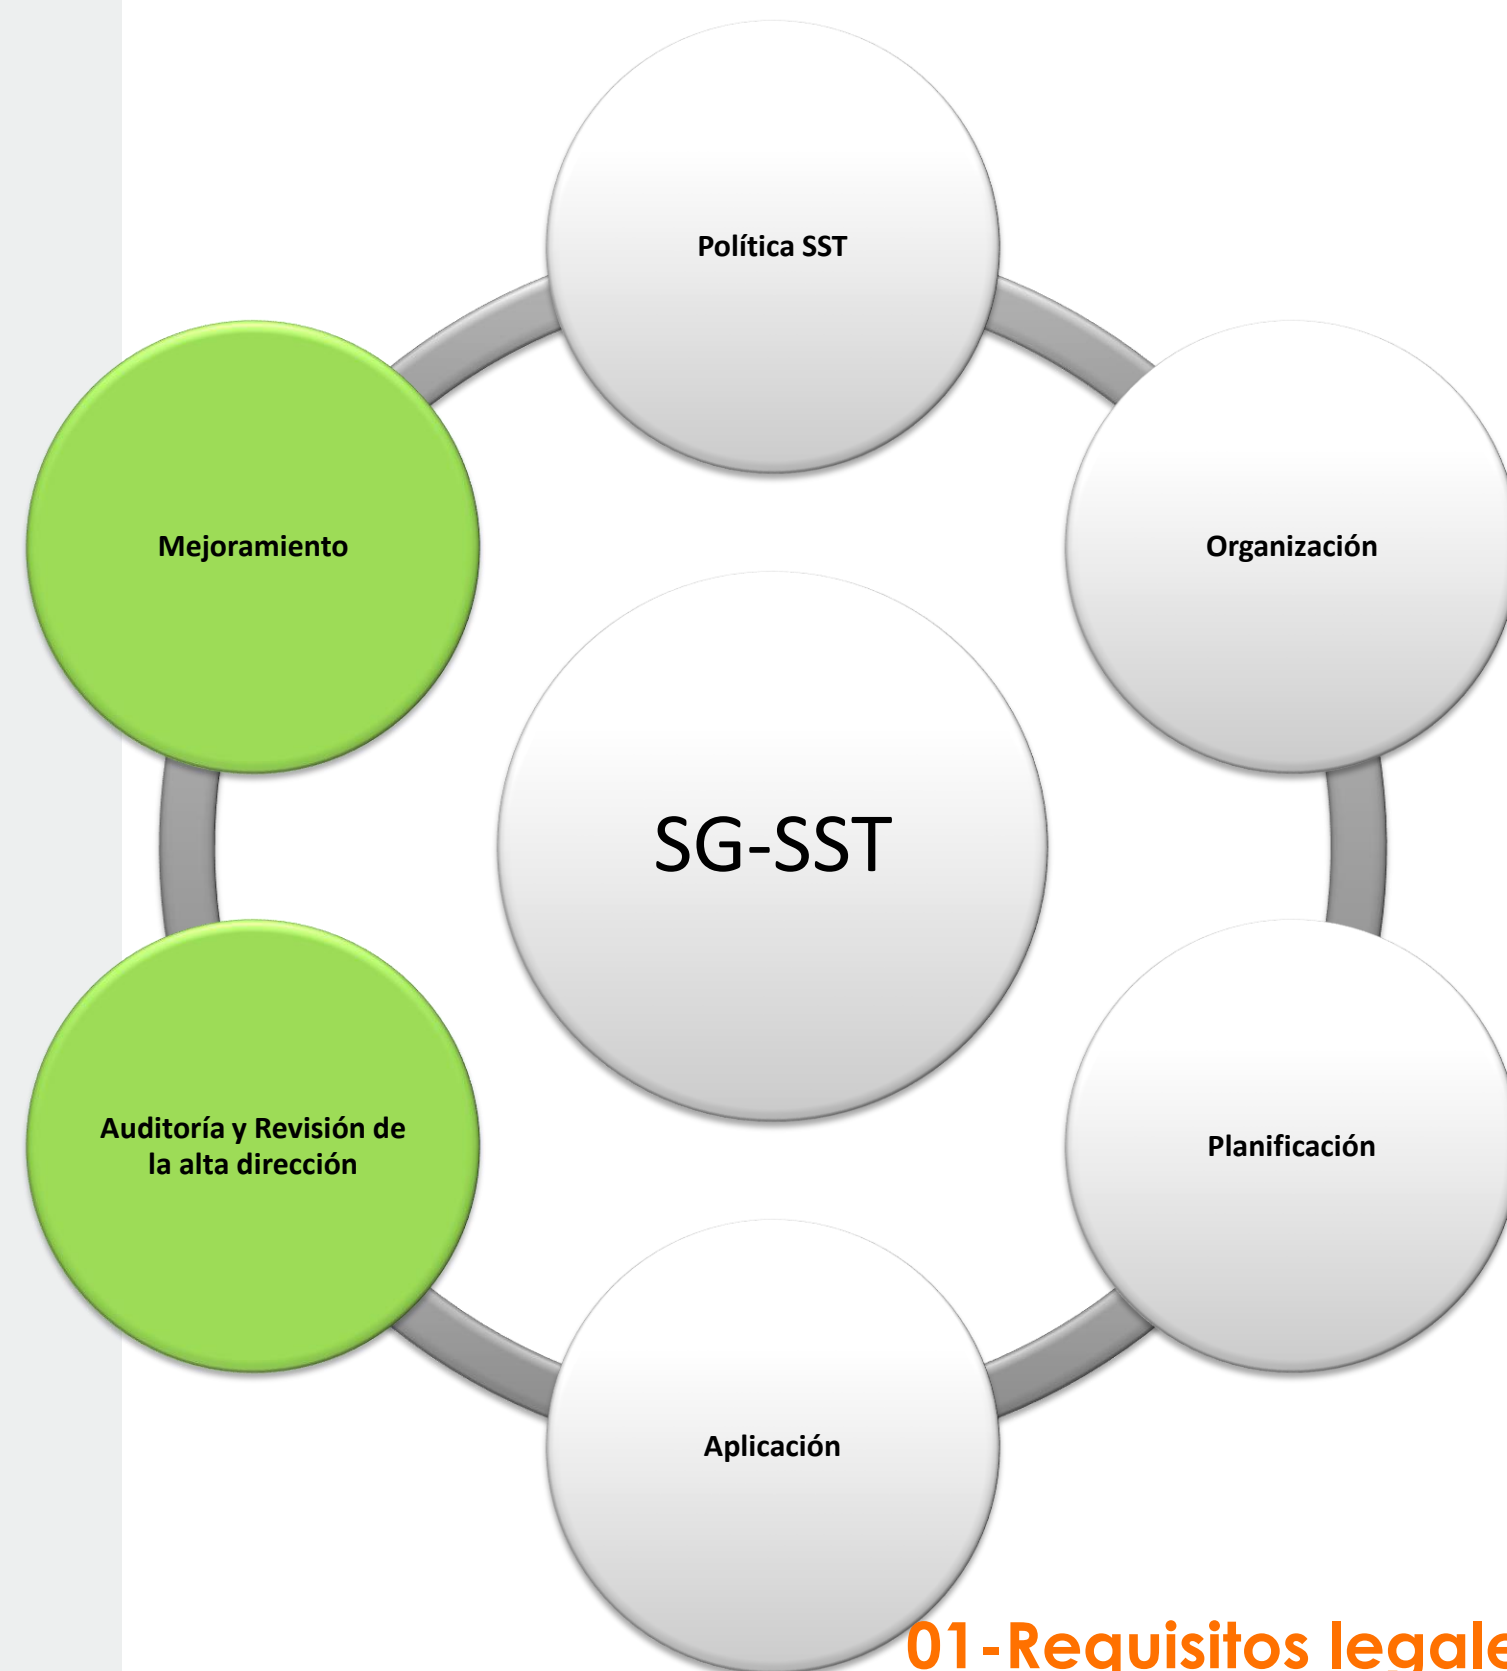 Política SST
Mejoramiento
Organización
SG-SST
Auditoría y Revisión de
la alta dirección
Planificación
Aplicación
01-Requisitos legale